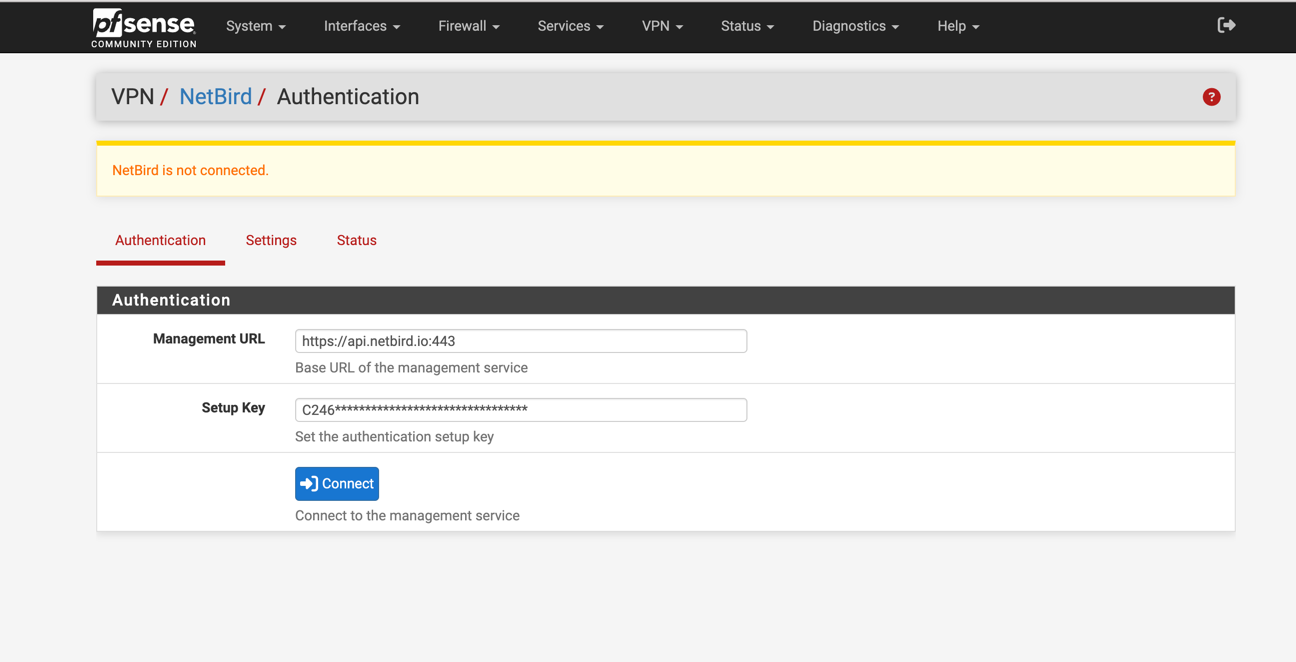 pfsense
COMMUNITY EDITION
System Interfaces Firewall Services VPN Status Diagnostics Help
VPN / NetBird / Authentication
?
NetBird is not connected.
Authentication Settings Status
Authentication
Management URL https://api.netbird.io:443
Base URL of the management service
Setup Key C246********************************
Set the authentication setup key
Connect
Connect to the management service